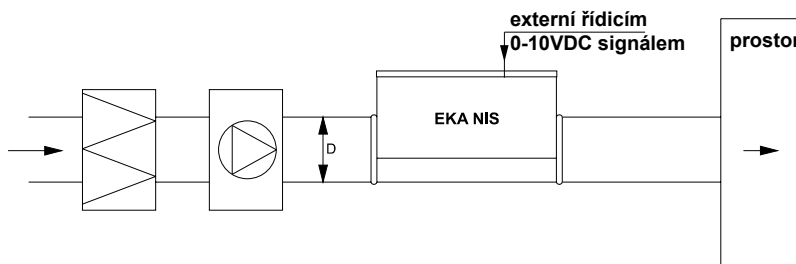 externí řídicím
0-10VDC signálem
prostor
EKA NIS
D